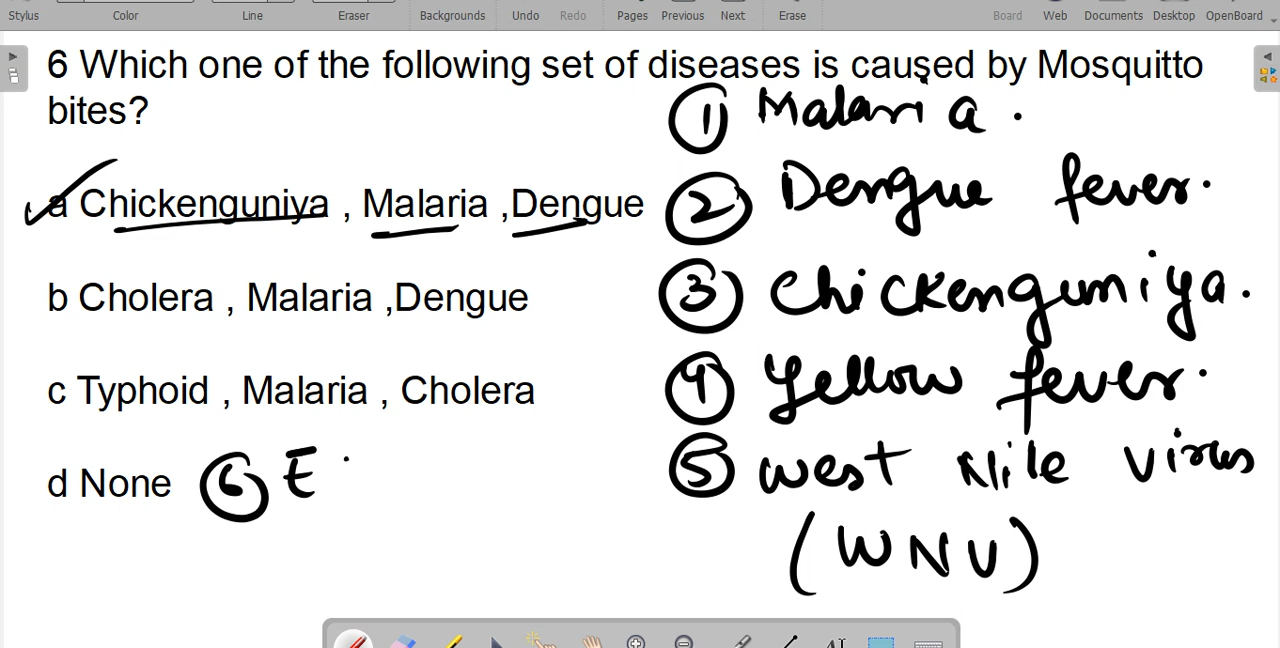 Stylus Color Line Eraser Backgrounds Undo Redo Pages Previous Next Erase Board Web Documents Desktop OpenBoard
6 Which one of the following set of diseases is caused by Mosquitto
bites?
① Malaria.
a Chickenguniya , Malaria ,Dengue
② Dengue fever.
b Cholera , Malaria ,Dengue
③ Chickenguniya.
c Typhoid , Malaria , Cholera
④ Yellow fever.
d None ⑥ E
⑤ West Nile Virus
(WNV)